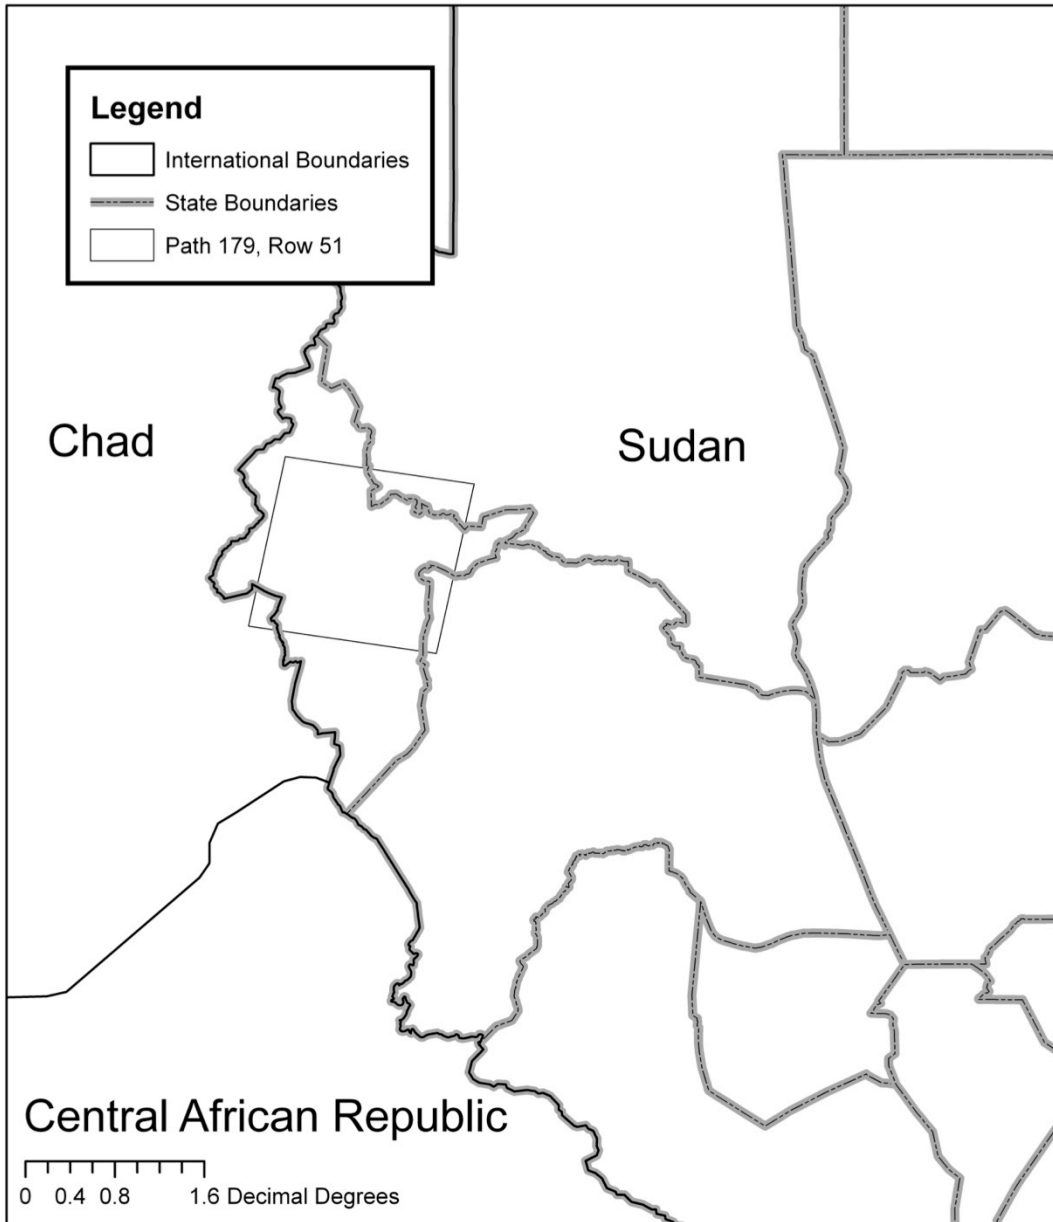 Legend
International Boundaries
State Boundaries
Path 179, Row 51
Chad
Sudan
Central African Republic
0 0.4 0.8 1.6 Decimal Degrees